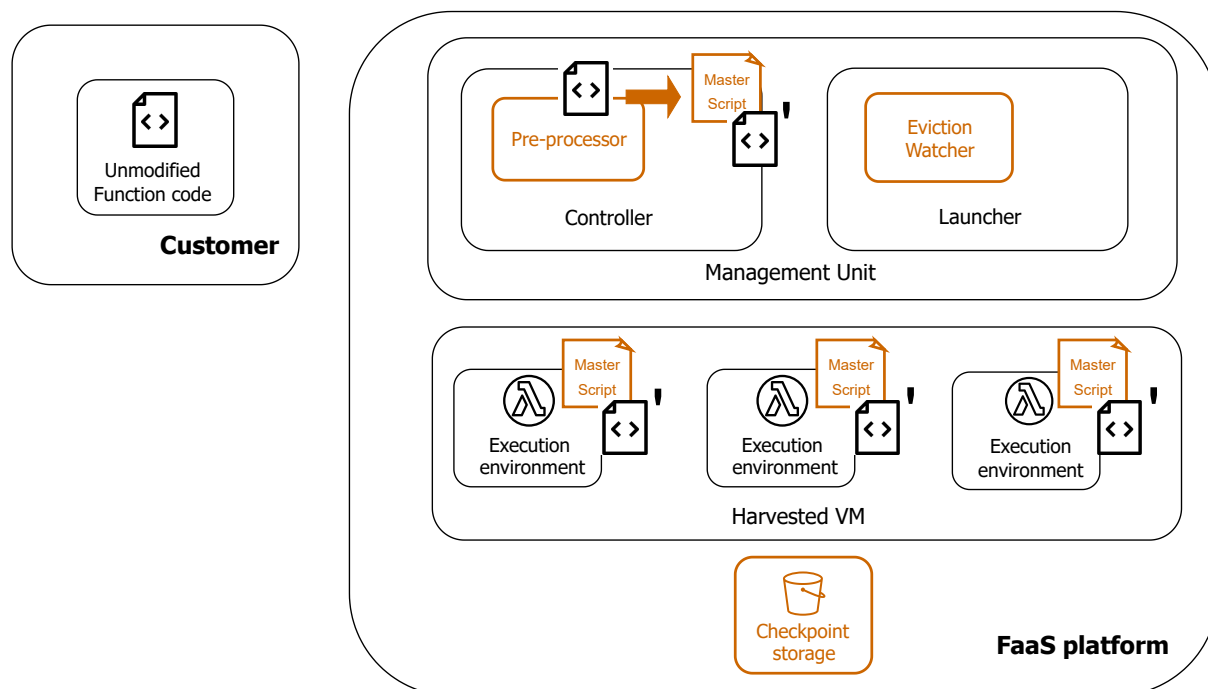 Unmodified
Function code
Customer
Pre-processor
Master
Script
'
Controller
Eviction
Watcher
Launcher
Management Unit
Master
Script
'
Execution
environment
Master
Script
'
Execution
environment
Master
Script
'
Execution
environment
Harvested VM
Checkpoint
storage
FaaS platform